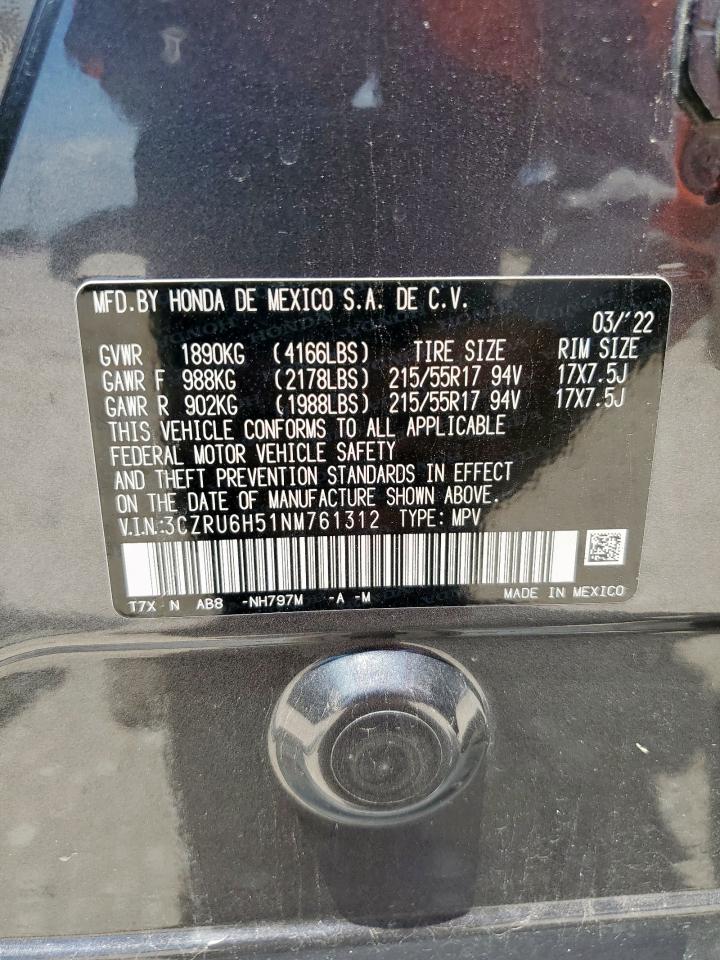 MFD.BY HONDA DE MEXICO S.A. DE C.V.
03/'22
GVWR 1890KG (4166LBS) TIRE SIZE RIM SIZE
GAWR F 988KG (2178LBS) 215/55R17 94V 17X7.5J
GAWR R 902KG (1988LBS) 215/55R17 94V 17X7.5J
THIS VEHICLE CONFORMS TO ALL APPLICABLE
FEDERAL MOTOR VEHICLE SAFETY
AND THEFT PREVENTION STANDARDS IN EFFECT
ON THE DATE OF MANUFACTURE SHOWN ABOVE.
V.I.N.:3CZRU6H51NM761312 TYPE: MPV
T7X N AB8 -NH797M -A -M MADE IN MEXICO